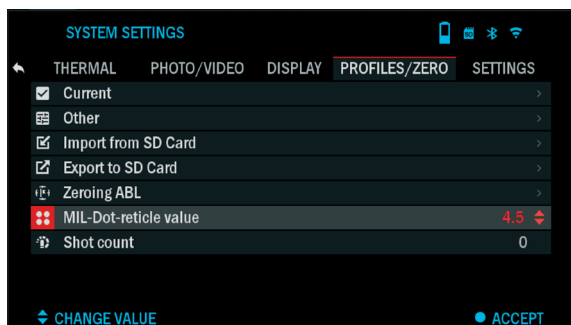 SYSTEM SETTINGS
THERMAL PHOTO/VIDEO DISPLAY PROFILES/ZERO SETTINGS
Current
Other
Import from SD Card
Export to SD Card
Zeroing ABL
MIL-Dot-reticle value 4.5
Shot count 0
CHANGE VALUE ACCEPT